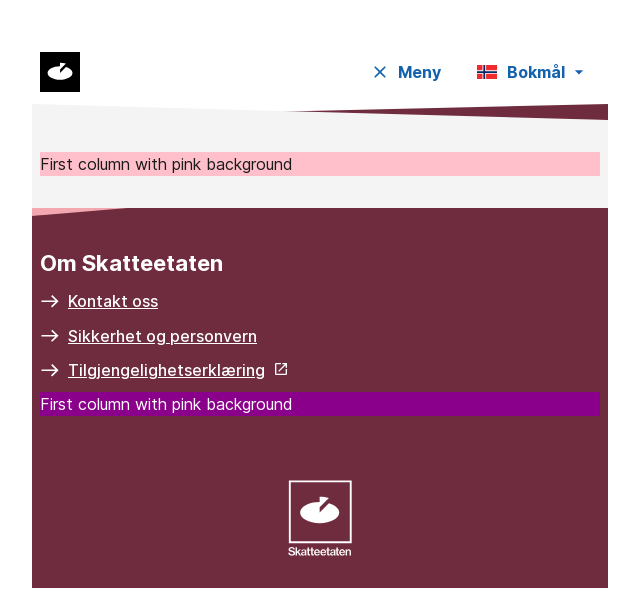 Meny
Bokmål
First column with pink background
Om Skatteetaten
Kontakt oss
Sikkerhet og personvern
Tilgjengelighetserklæring
First column with pink background
Skatteetaten